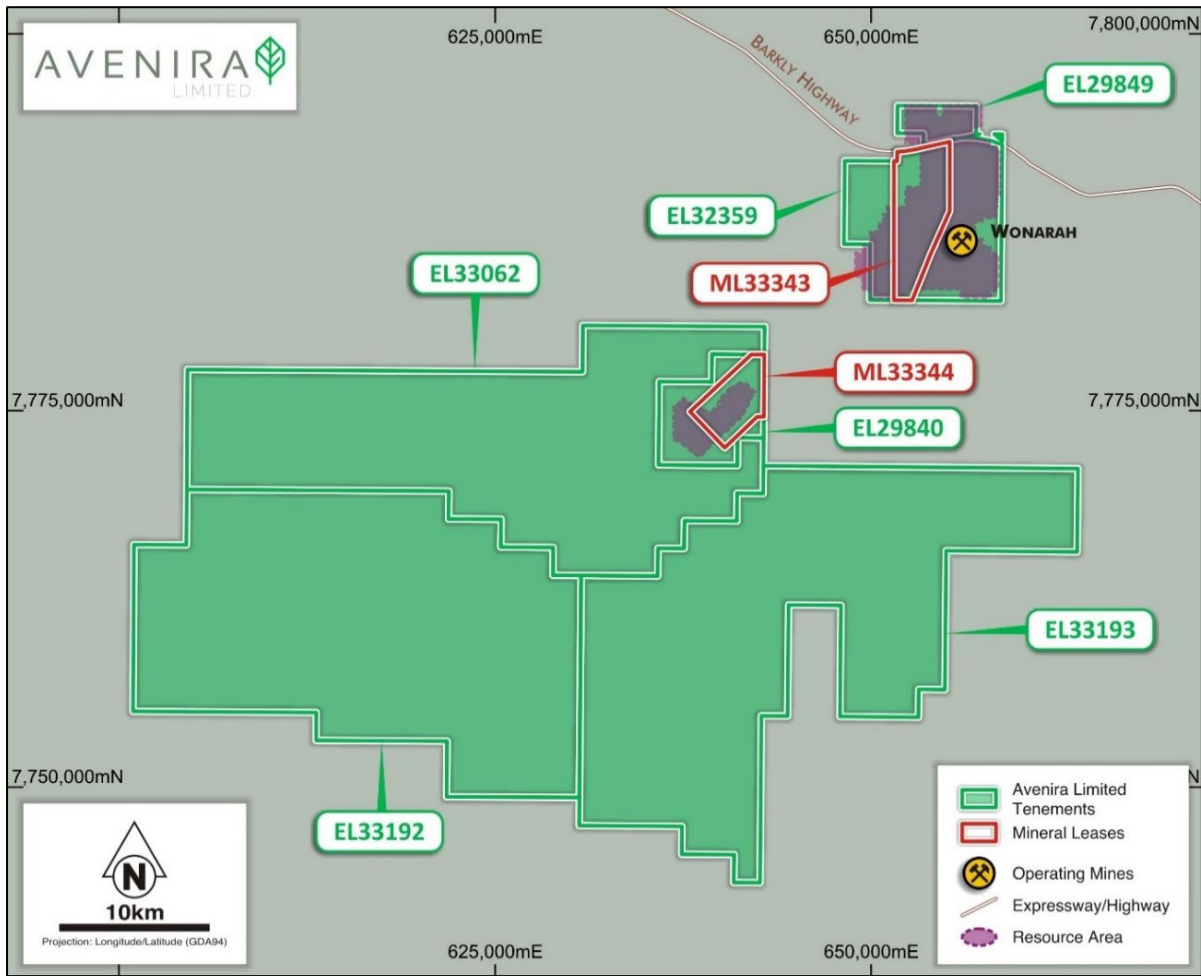 AVENIRA
LIMITED
625,000mE
650,000mE
7,800,000mN
BARKLY HIGHWAY
EL29849
EL32359
WONARAH
EL33062
ML33343
ML33344
7,775,000mN
7,775,000mN
EL29840
EL33193
7,750,000mN
EL33192
N
10km
Projection: Longitude/Latitude (GDA94)
Avenira Limited
Tenements
Mineral Leases
Operating Mines
Expressway/Highway
Resource Area
625,000mE
650,000mE